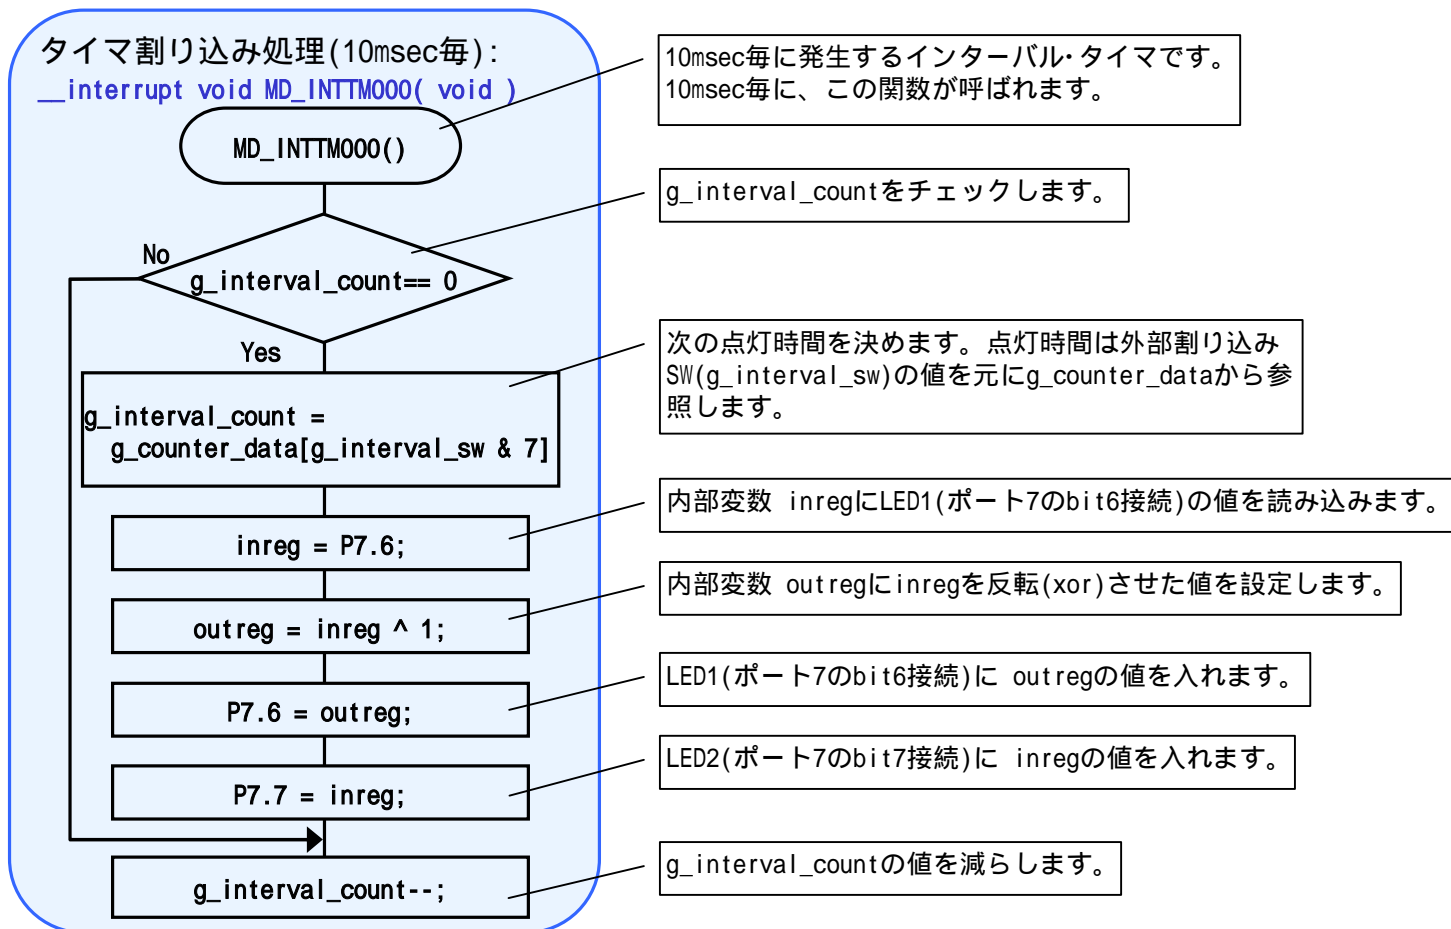 タイマ割り込み処理(10msec毎):
__interrupt void MD_INTTM000( void )
MD_INTTM000()
10msec毎に発生するインターバル・タイマです。
10msec毎に、この関数が呼ばれます。
g_interval_countをチェックします。
No
g_interval_count== 0
Yes
次の点灯時間を決めます。点灯時間は外部割り込み
SW(g_interval_sw)の値を元にg_counter_dataから参
照します。
g_interval_count =
g_counter_data[g_interval_sw & 7]
内部変数 inregにLED1(ポート7のbit6接続)の値を読み込みます。
inreg = P7.6;
内部変数 outregにinregを反転(xor)させた値を設定します。
outreg = inreg ^ 1;
LED1(ポート7のbit6接続)に outregの値を入れます。
P7.6 = outreg;
LED2(ポート7のbit7接続)に inregの値を入れます。
P7.7 = inreg;
g_interval_countの値を減らします。
g_interval_count--;